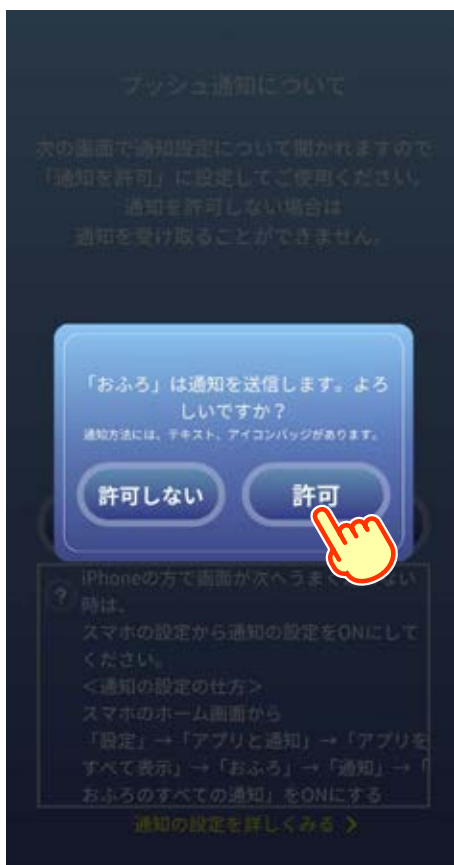 プッシュ通知について
次の画面で通知設定について聞かれますので
「通知を許可」に設定してご使用ください。
通知を許可しない場合は
通知を受け取ることができません。
「おふろ」は通知を送信します。よろ
しいですか?
通知方法には、テキスト、アイコンバッジがあります。
許可しない
許可
?
iPhoneの方で画面が次へうま
ない
時は、
スマホの設定から通知の設定をONにして
ください。
<通知の設定の仕方>
スマホのホーム画面から
「設定」→「アプリと通知」→「アプリを
すべて表示」→「おふろ」→「通知」→「
おふろのすべての通知」をONにする
通知の設定を詳しくみる >